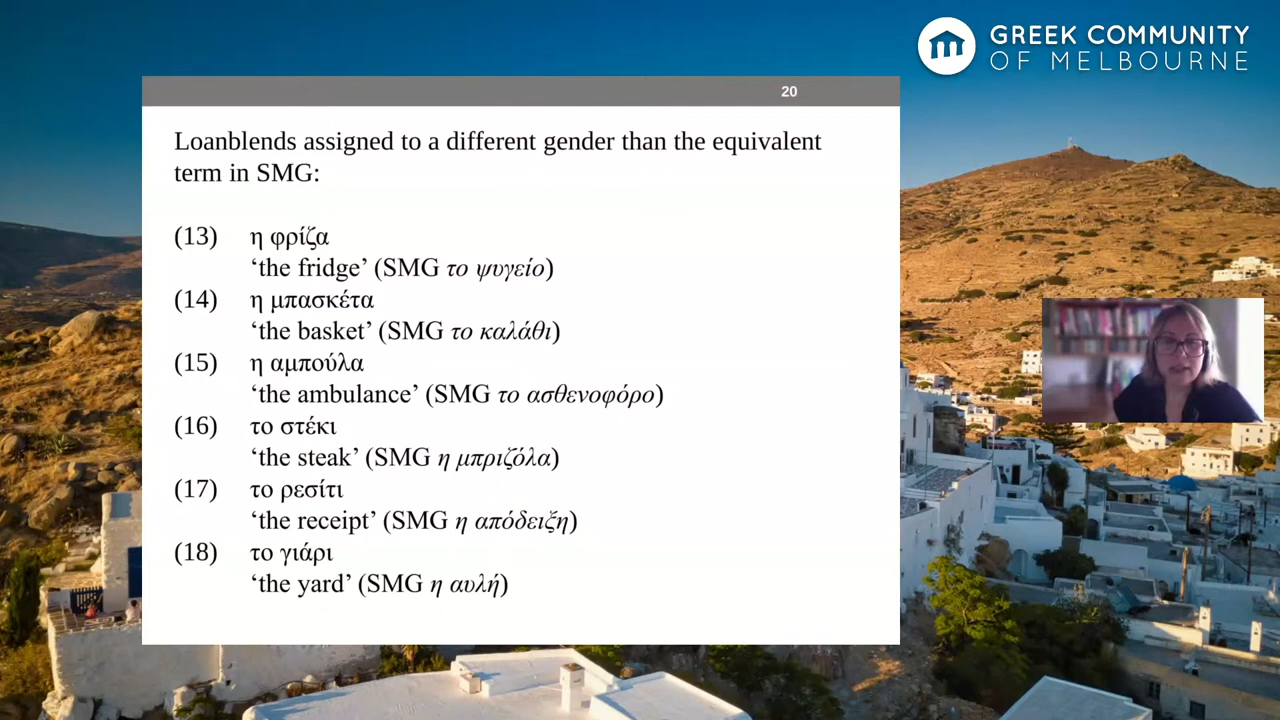 GREEK COMMUNITY
OF MELBOURNE
20
Loanblends assigned to a different gender than the equivalent
term in SMG:
(13) η φρίζα
‘the fridge’ (SMG το ψυγείο)
(14) η μπασκέτα
‘the basket’ (SMG το καλάθι)
(15) η αμπούλα
‘the ambulance’ (SMG το ασθενοφόρο)
(16) το στέκι
‘the steak’ (SMG η μπριζόλα)
(17) το ρεσίτι
‘the receipt’ (SMG η απόδειξη)
(18) το γιάρι
‘the yard’ (SMG η αυλή)